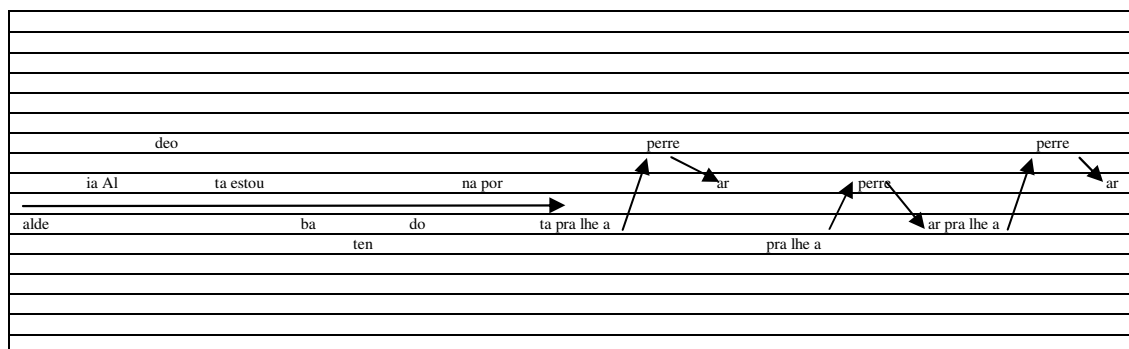 deo perre perre
ia Al ta estou na por ar perre ar
alde ba do ta pra lhe a ar pra lhe a
ten pra lhe a